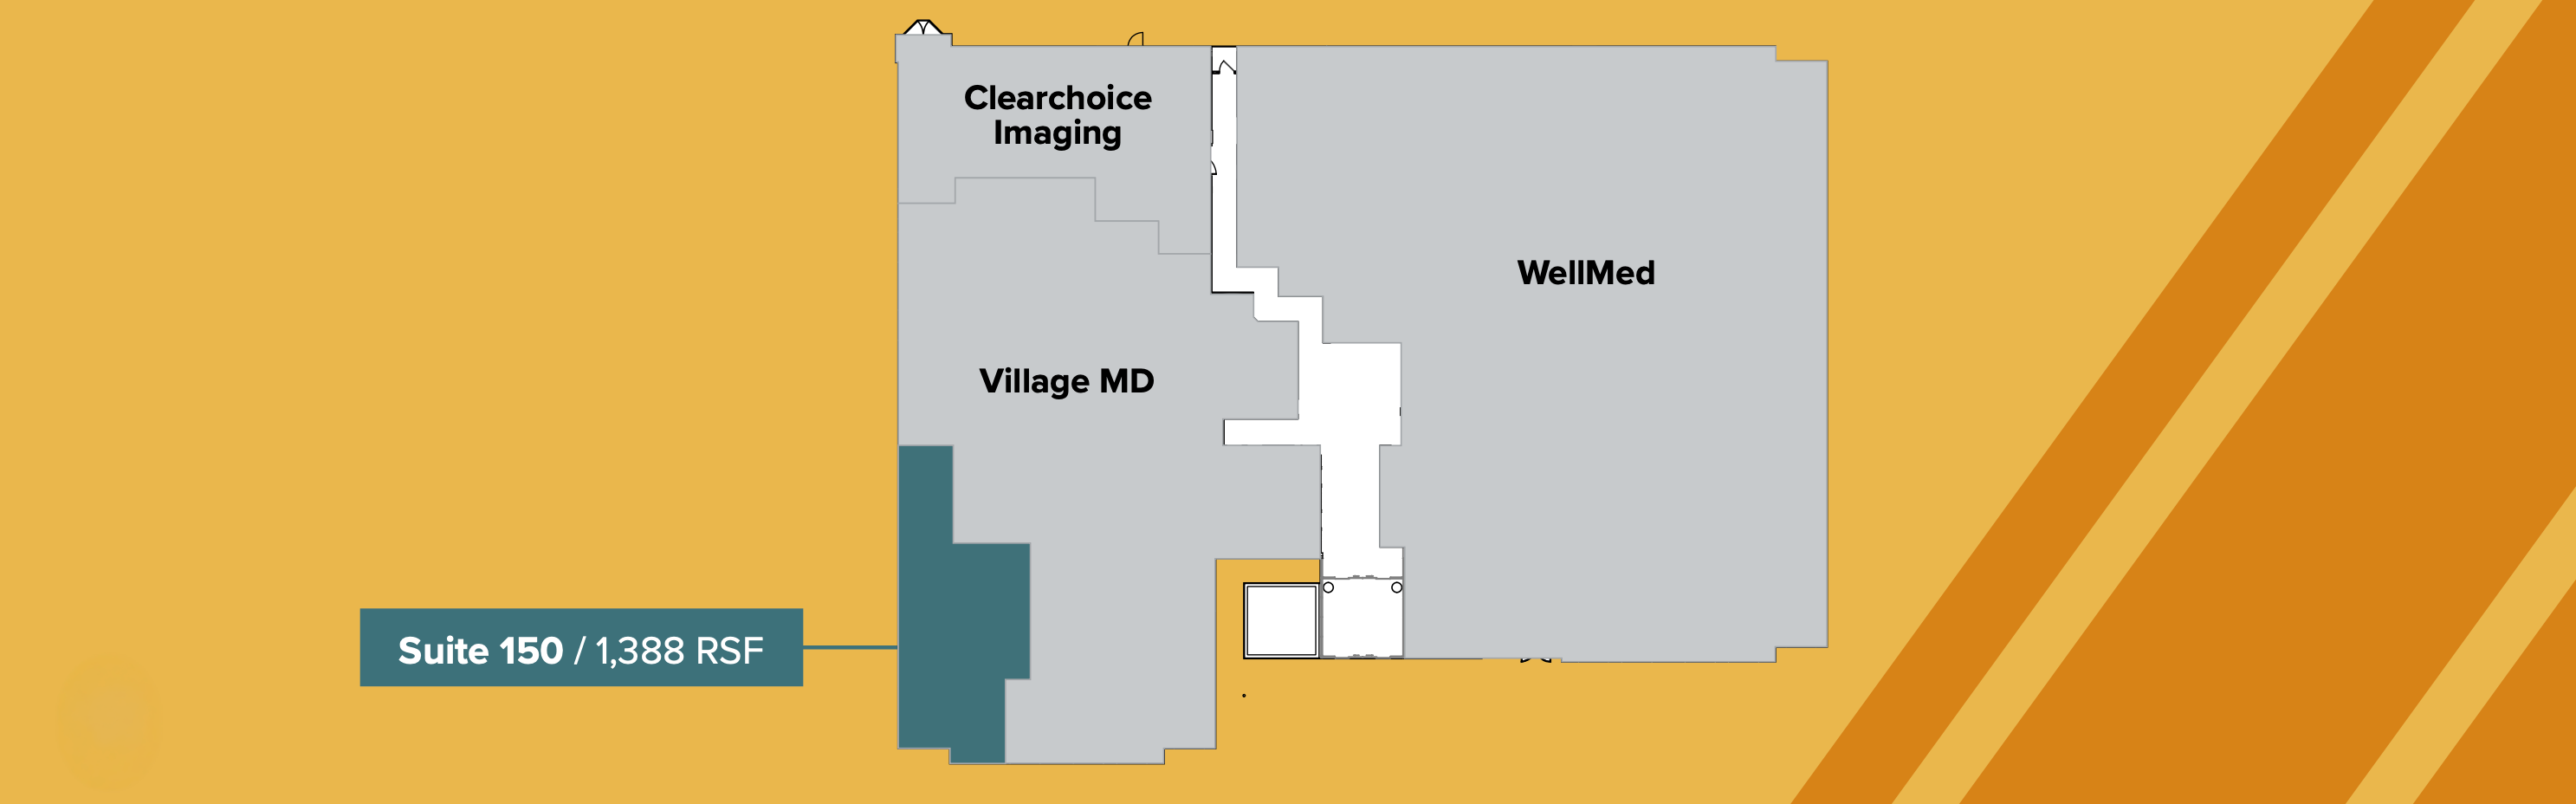 Clearchoice
Imaging
WellMed
Village MD
Suite 150 / 1,388 RSF